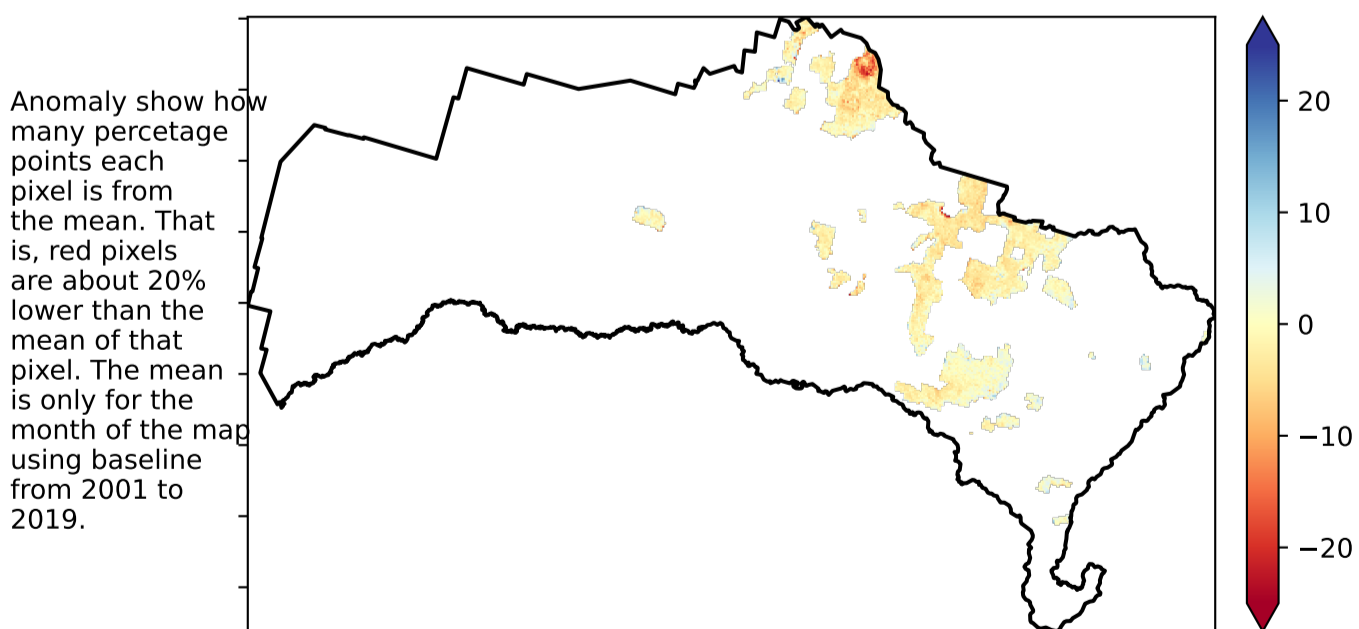 Anomaly show how
many percetage
points each
pixel is from
the mean. That
is, red pixels
are about 20%
lower than the
mean of that
pixel. The mean
is only for the
month of the map
using baseline
from 2001 to
2019.
20
10
0
−10
−20